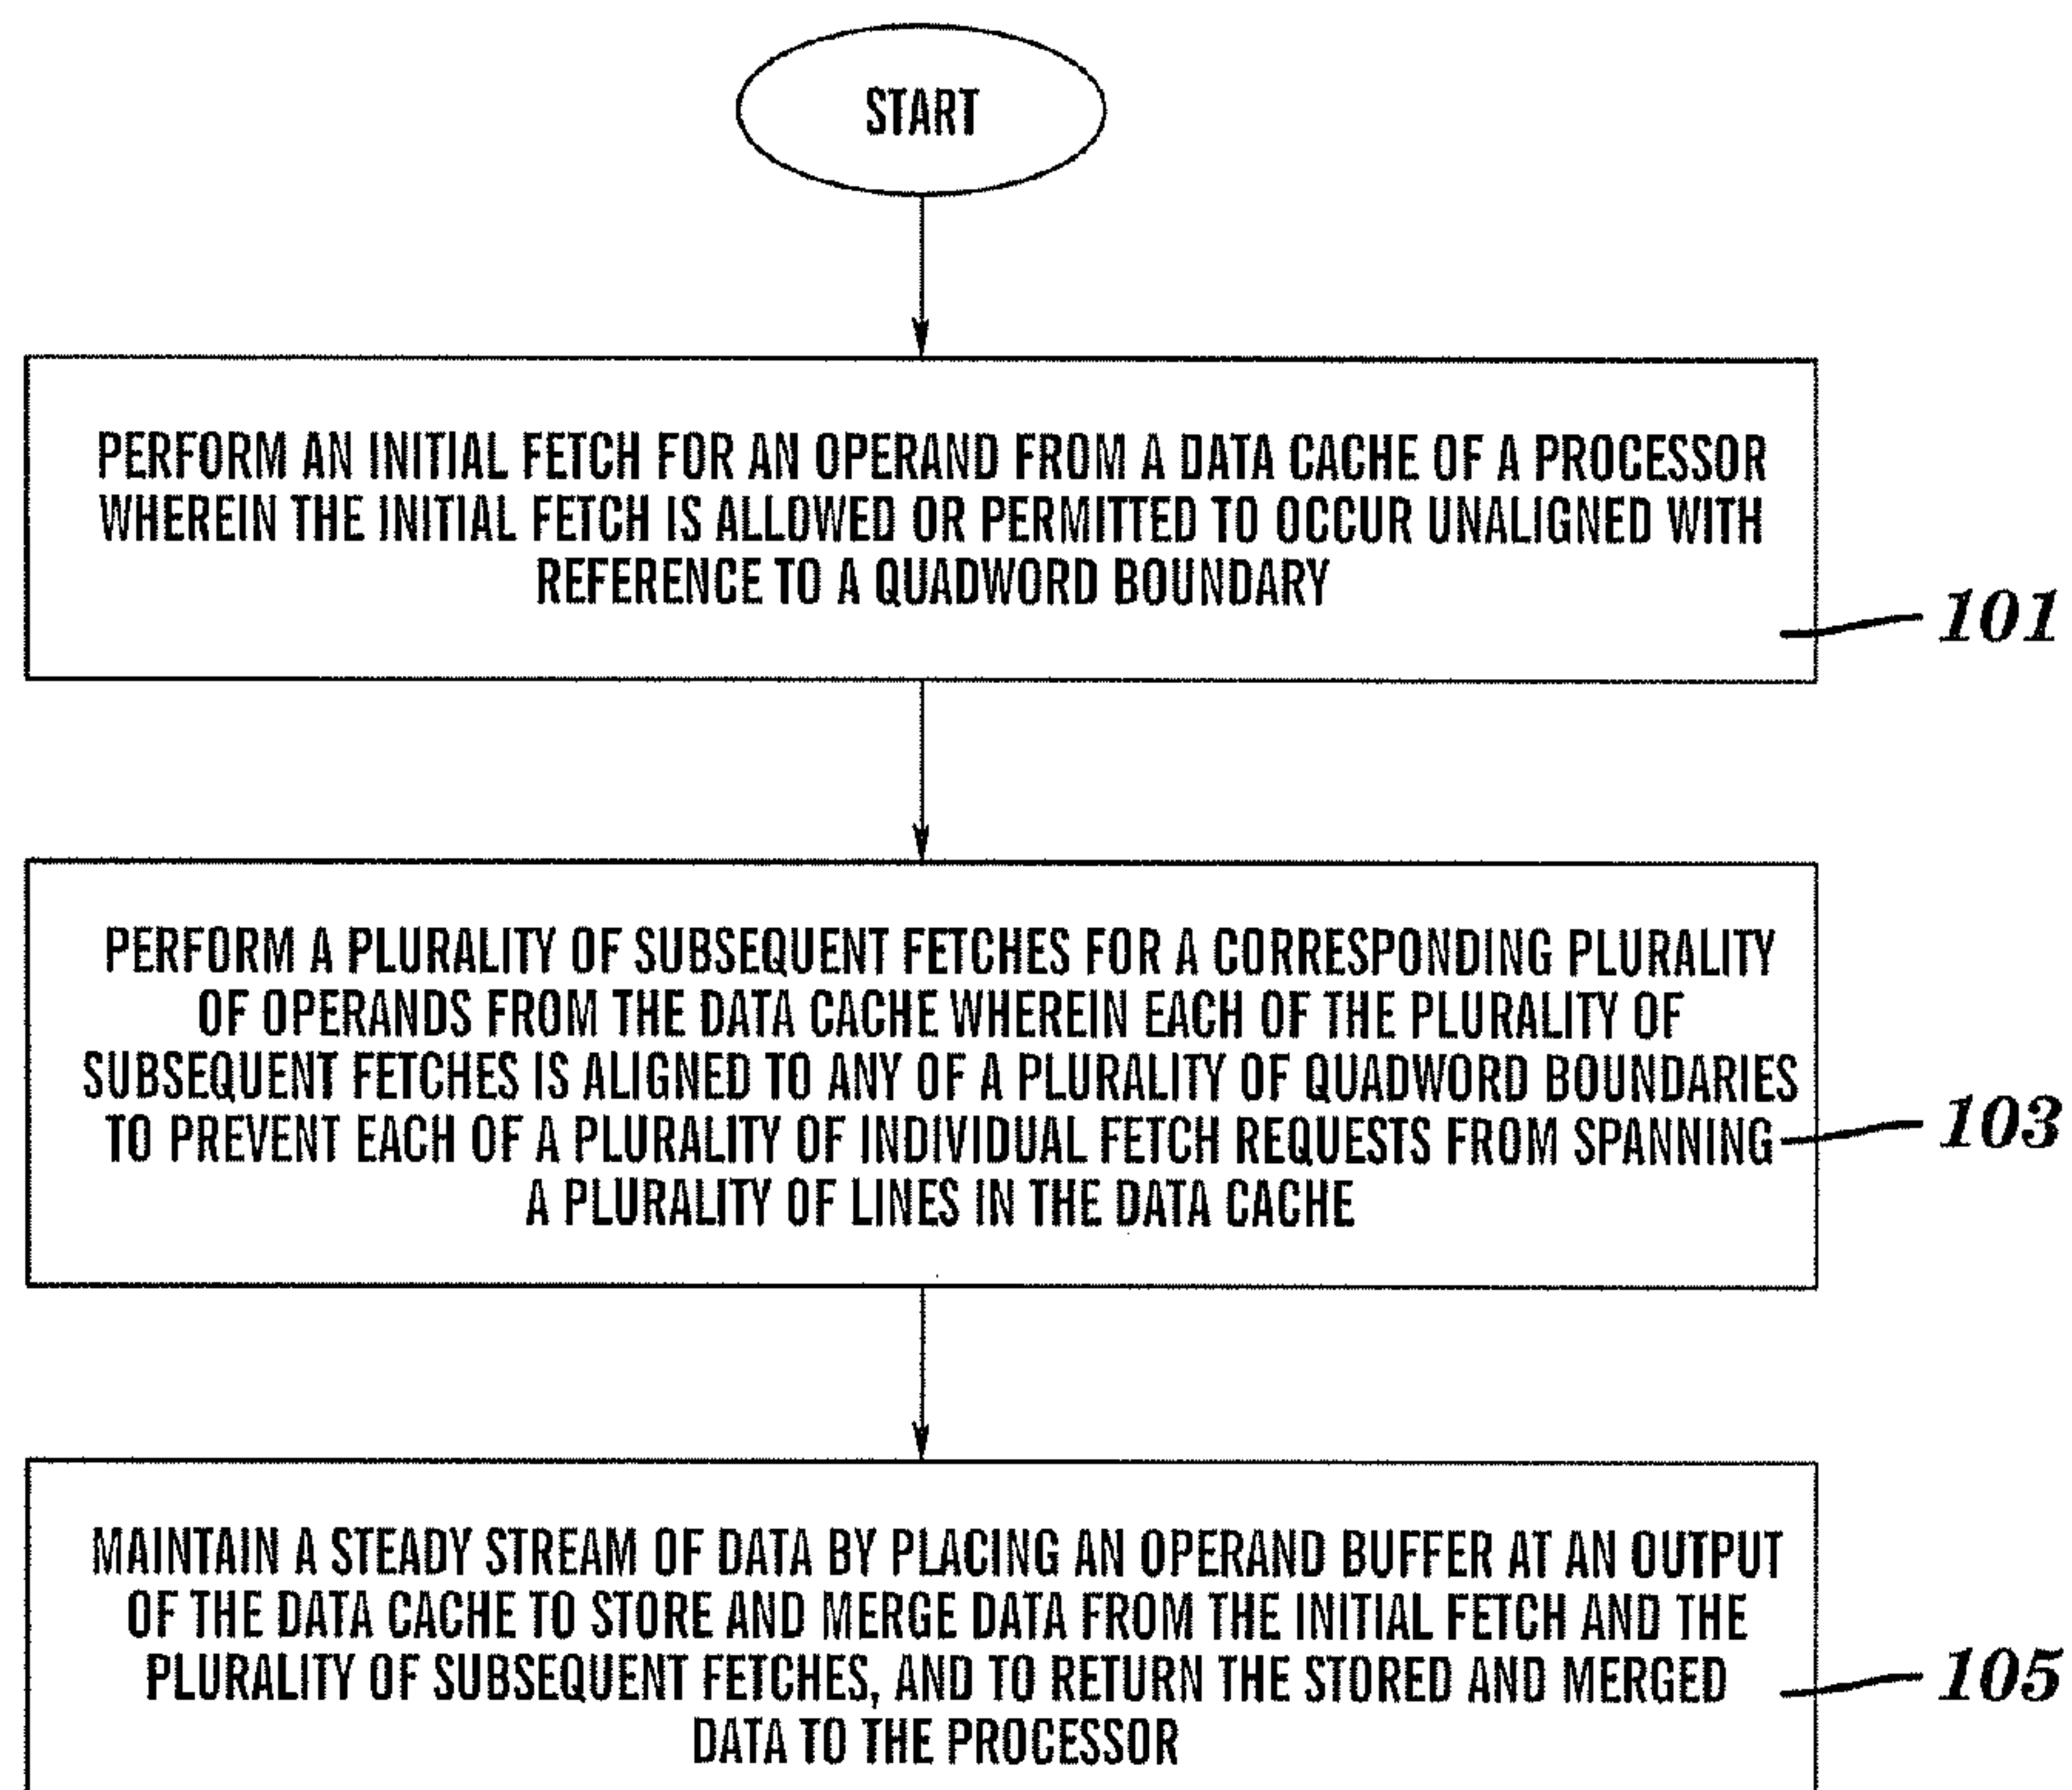 START
PERFORM AN INITIAL FETCH FOR AN OPERAND FROM A DATA CACHE OF A PROCESSOR
WHEREIN THE INITIAL FETCH IS ALLOWED OR PERMITTED TO OCCUR UNALIGNED WITH
REFERENCE TO A QUADWORD BOUNDARY
101
PERFORM A PLURALITY OF SUBSEQUENT FETCHES FOR A CORRESPONDING PLURALITY
OF OPERANDS FROM THE DATA CACHE WHEREIN EACH OF THE PLURALITY OF
SUBSEQUENT FETCHES IS ALIGNED TO ANY OF A PLURALITY OF QUADWORD BOUNDARIES
TO PREVENT EACH OF A PLURALITY OF INDIVIDUAL FETCH REQUESTS FROM SPANNING
A PLURALITY OF LINES IN THE DATA CACHE
103
MAINTAIN A STEADY STREAM OF DATA BY PLACING AN OPERAND BUFFER AT AN OUTPUT
OF THE DATA CACHE TO STORE AND MERGE DATA FROM THE INITIAL FETCH AND THE
PLURALITY OF SUBSEQUENT FETCHES, AND TO RETURN THE STORED AND MERGED
DATA TO THE PROCESSOR
105